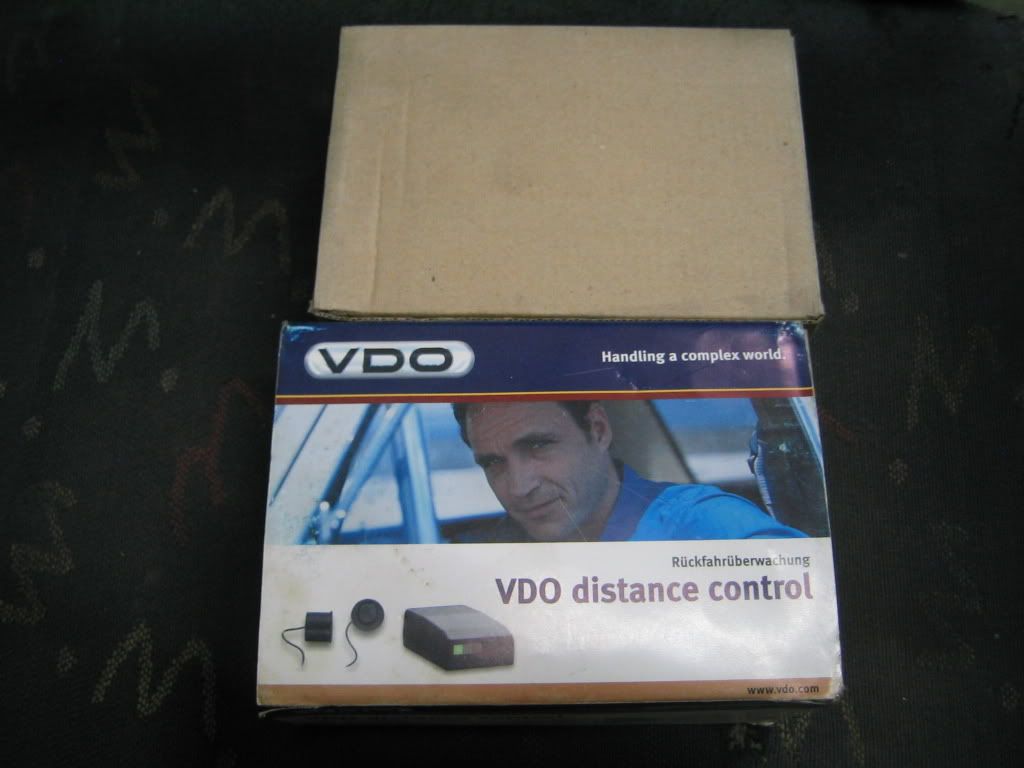 VDO
Handling a complex world.
Rückfahrüberwachung
VDO distance control
www.vdo.com